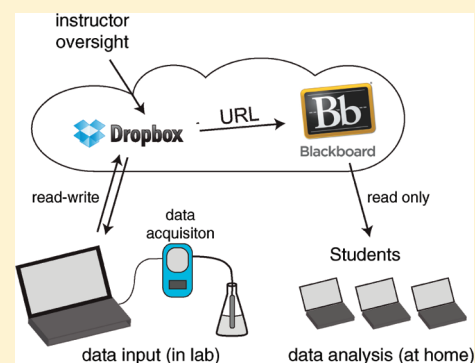 instructor
oversight
Dropbox
URL
Bb
Blackboard
read-write
data
acquisiton
read only
Students
data input (in lab)
data analysis (at home)